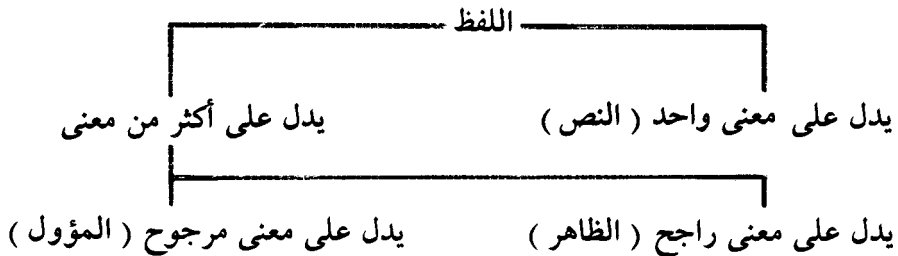 اللفظ
يدل على معنى واحد ( النص ) يدل على أكثر من معنى
يدل على معنى راجح ( الظاهر ) يدل على معنى مرجوح ( المؤول )